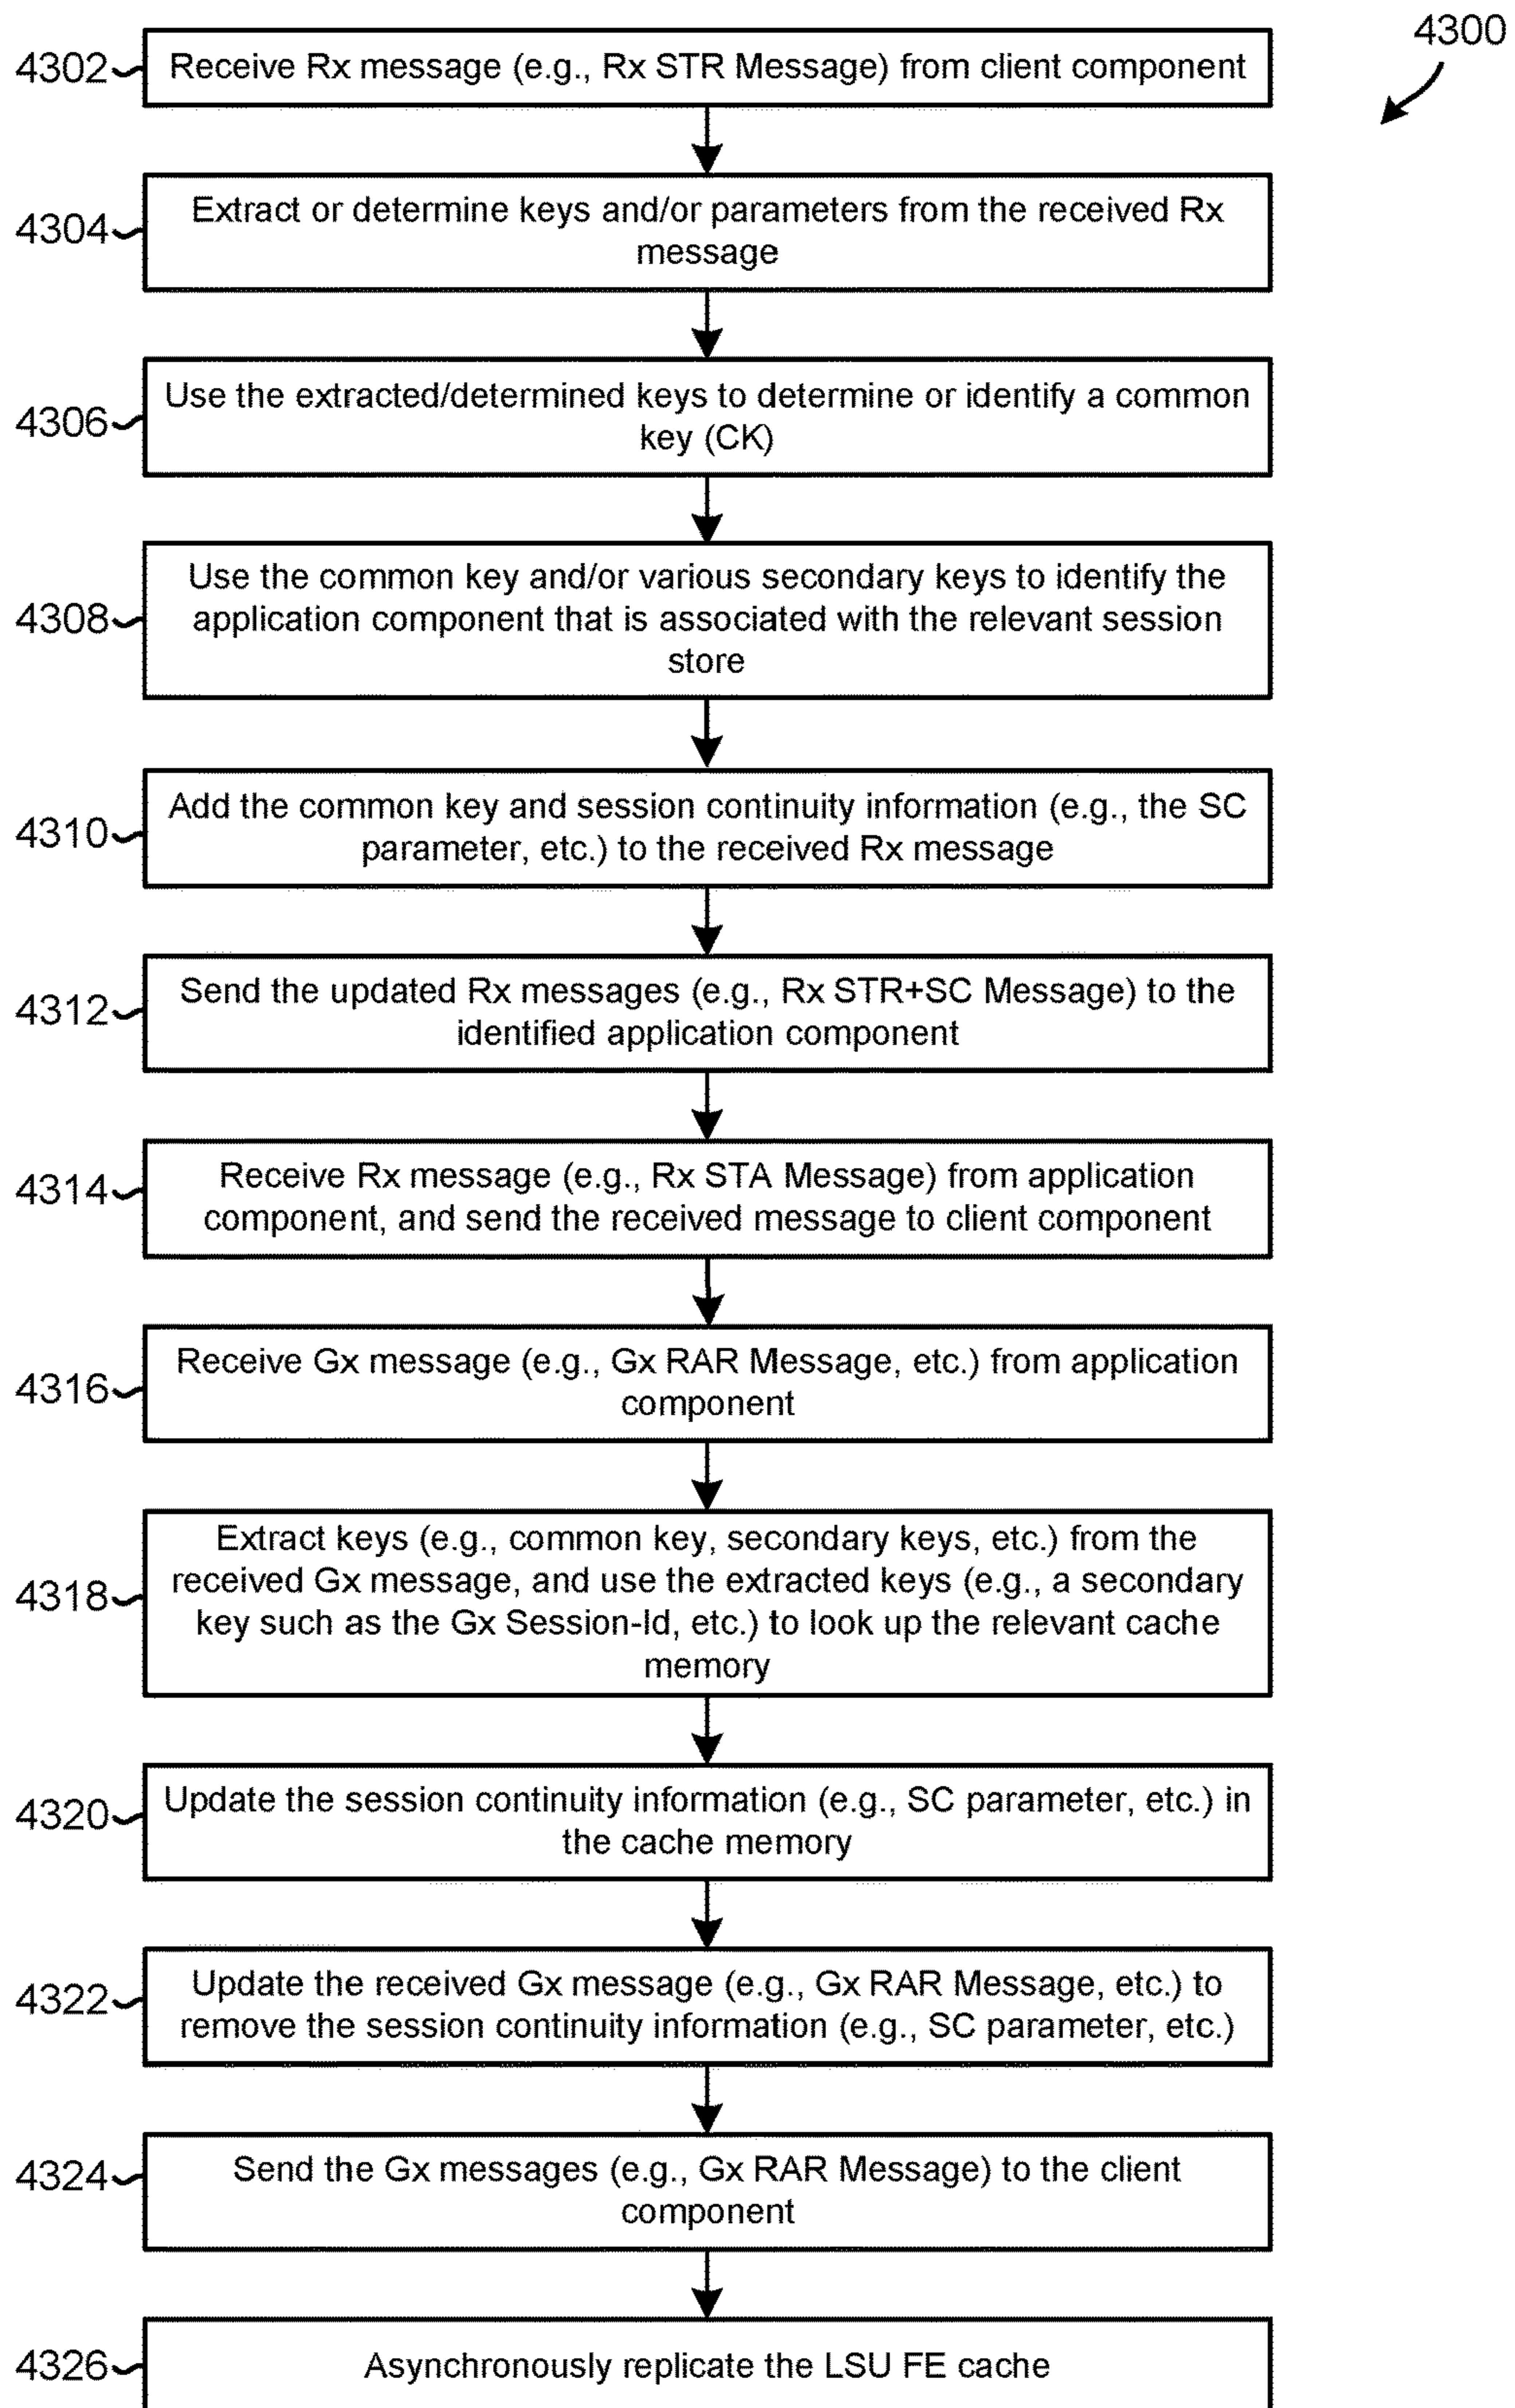 4300
4302
Receive Rx message (e.g., Rx STR Message) from client component
4304
Extract or determine keys and/or parameters from the received Rx
message
4306
Use the extracted/determined keys to determine or identify a common
key (CK)
4308
Use the common key and/or various secondary keys to identify the
application component that is associated with the relevant session
store
4310
Add the common key and session continuity information (e.g., the SC
parameter, etc.) to the received Rx message
4312
Send the updated Rx messages (e.g., Rx STR+SC Message) to the
identified application component
4314
Receive Rx message (e.g., Rx STA Message) from application
component, and send the received message to client component
4316
Receive Gx message (e.g., Gx RAR Message, etc.) from application
component
4318
Extract keys (e.g., common key, secondary keys, etc.) from the
received Gx message, and use the extracted keys (e.g., a secondary
key such as the Gx Session-Id, etc.) to look up the relevant cache
memory
4320
Update the session continuity information (e.g., SC parameter, etc.) in
the cache memory
4322
Update the received Gx message (e.g., Gx RAR Message, etc.) to
remove the session continuity information (e.g., SC parameter, etc.)
4324
Send the Gx messages (e.g., Gx RAR Message) to the client
component
4326
Asynchronously replicate the LSU FE cache